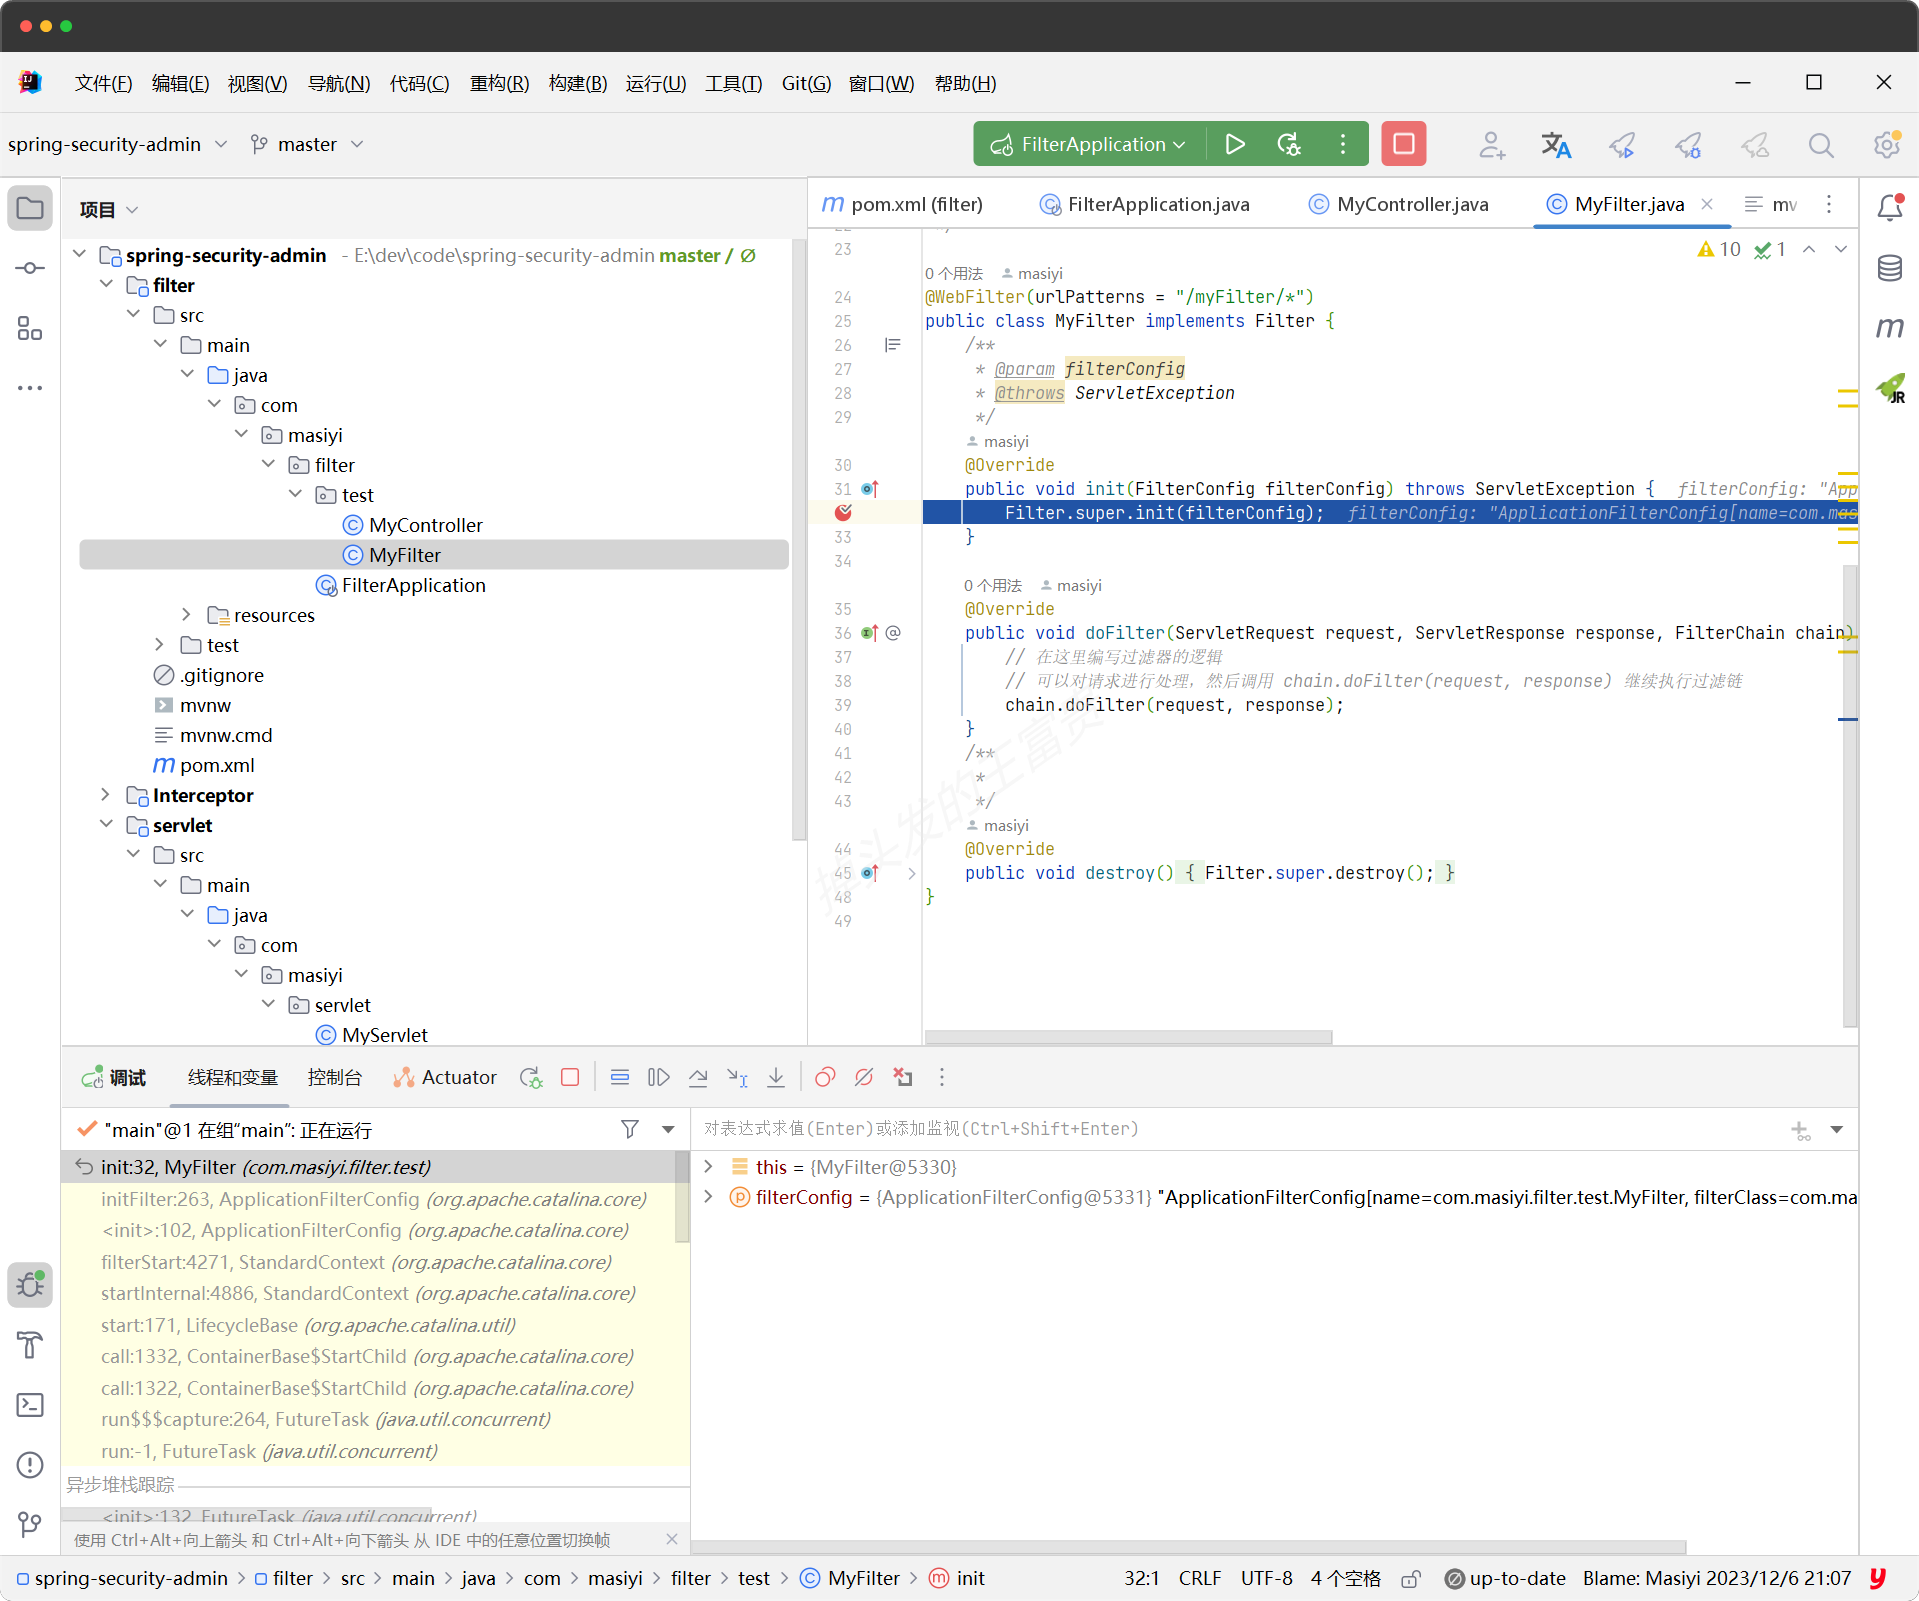 文件(F) 编辑(E) 视图(V) 导航(N) 代码(C) 重构(R) 构建(B) 运行(U) 工具(T) Git(G) 窗口(W) 帮助(H)
spring-security-admin master FilterApplication
项目
spring-security-admin - E:\dev\code\spring-security-admin master / Ø
filter
src
main
java
com
masiyi
filter
test
MyController
MyFilter
FilterApplication
resources
test
.gitignore
mvnw
mvnw.cmd
pom.xml
Interceptor
servlet
src
main
java
com
masiyi
servlet
MyServlet
pom.xml (filter) FilterApplication.java MyController.java MyFilter.java mv
10 1
23
0 个用法 masiyi
24 @WebFilter(urlPatterns = "/myFilter/*")
25 public class MyFilter implements Filter {
26 /**
27 * @param filterConfig
28 * @throws ServletException
29 */
masiyi
30 @Override
31 public void init(FilterConfig filterConfig) throws ServletException { filterConfig: "App
Filter.super.init(filterConfig); filterConfig: "ApplicationFilterConfig[name=com.mas
33 }
34
0 个用法 masiyi
35 @Override
36 public void doFilter(ServletRequest request, ServletResponse response, FilterChain chain)
37 // 在这里编写过滤器的逻辑
38 // 可以对请求进行处理，然后调用 chain.doFilter(request, response) 继续执行过滤链
39 chain.doFilter(request, response);
40 }
41 /**
42 *
43 */
masiyi
44 @Override
45 public void destroy() { Filter.super.destroy(); }
48 }
49
掉头发的王富贵
调试 线程和变量 控制台 Actuator
"main"@1 在组"main": 正在运行
init:32, MyFilter (com.masiyi.filter.test)
initFilter:263, ApplicationFilterConfig (org.apache.catalina.core)
<init>:102, ApplicationFilterConfig (org.apache.catalina.core)
filterStart:4271, StandardContext (org.apache.catalina.core)
startInternal:4886, StandardContext (org.apache.catalina.core)
start:171, LifecycleBase (org.apache.catalina.util)
call:1332, ContainerBase$StartChild (org.apache.catalina.core)
call:1322, ContainerBase$StartChild (org.apache.catalina.core)
run$$$capture:264, FutureTask (java.util.concurrent)
run:-1, FutureTask (java.util.concurrent)
异步堆栈跟踪
<init>:132, FutureTask (java.util.concurrent)
使用 Ctrl+Alt+向上箭头 和 Ctrl+Alt+向下箭头 从 IDE 中的任意位置切换帧
对表达式求值(Enter)或添加监视(Ctrl+Shift+Enter)
this = {MyFilter@5330}
filterConfig = {ApplicationFilterConfig@5331} "ApplicationFilterConfig[name=com.masiyi.filter.test.MyFilter, filterClass=com.ma
spring-security-admin > filter > src > main > java > com > masiyi > filter > test > MyFilter > init 32:1 CRLF UTF-8 4 个空格 up-to-date Blame: Masiyi 2023/12/6 21:07